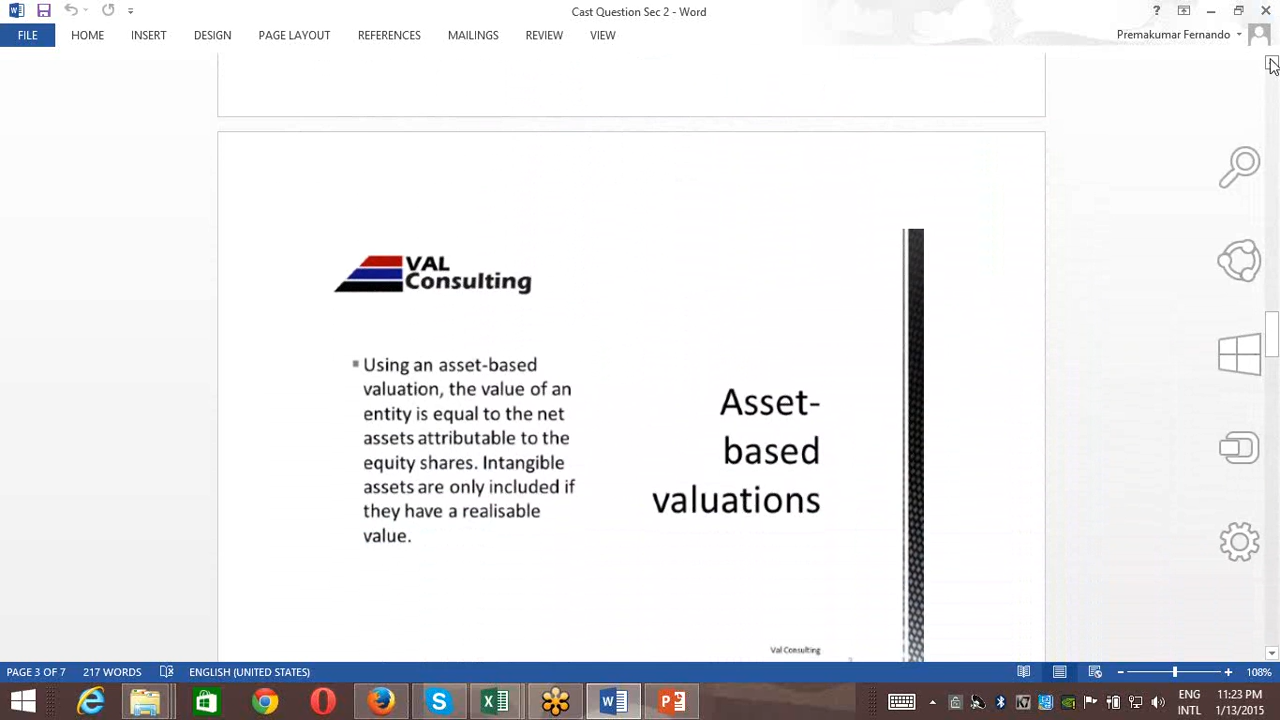 Cast Question Sec 2 - Word
?
FILE
HOME
INSERT
DESIGN
PAGE LAYOUT
REFERENCES
MAILINGS
REVIEW
VIEW
Premakumar Fernando
VAL
Consulting
Using an asset-based
valuation, the value of an
entity is equal to the net
assets attributable to the
equity shares. Intangible
assets are only included if
they have a realisable
value.
Asset-
based
valuations
Val Consulting
PAGE 3 OF 7
217 WORDS
ENGLISH (UNITED STATES)
108%
ENG
INTL
11:23 PM
1/13/2015